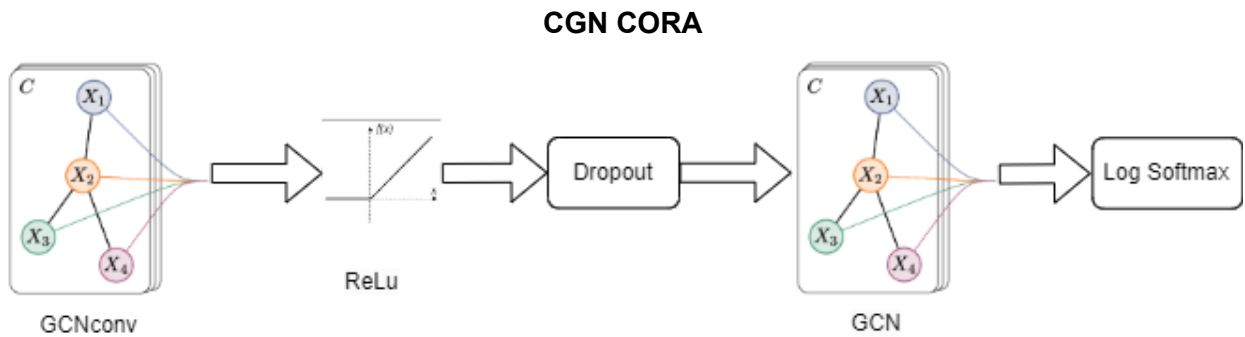 CGN CORA
C
X1
X2
X3
X4
GCNconv
f(x)
ReLu
Dropout
C
X1
X2
X3
X4
GCN
Log Softmax